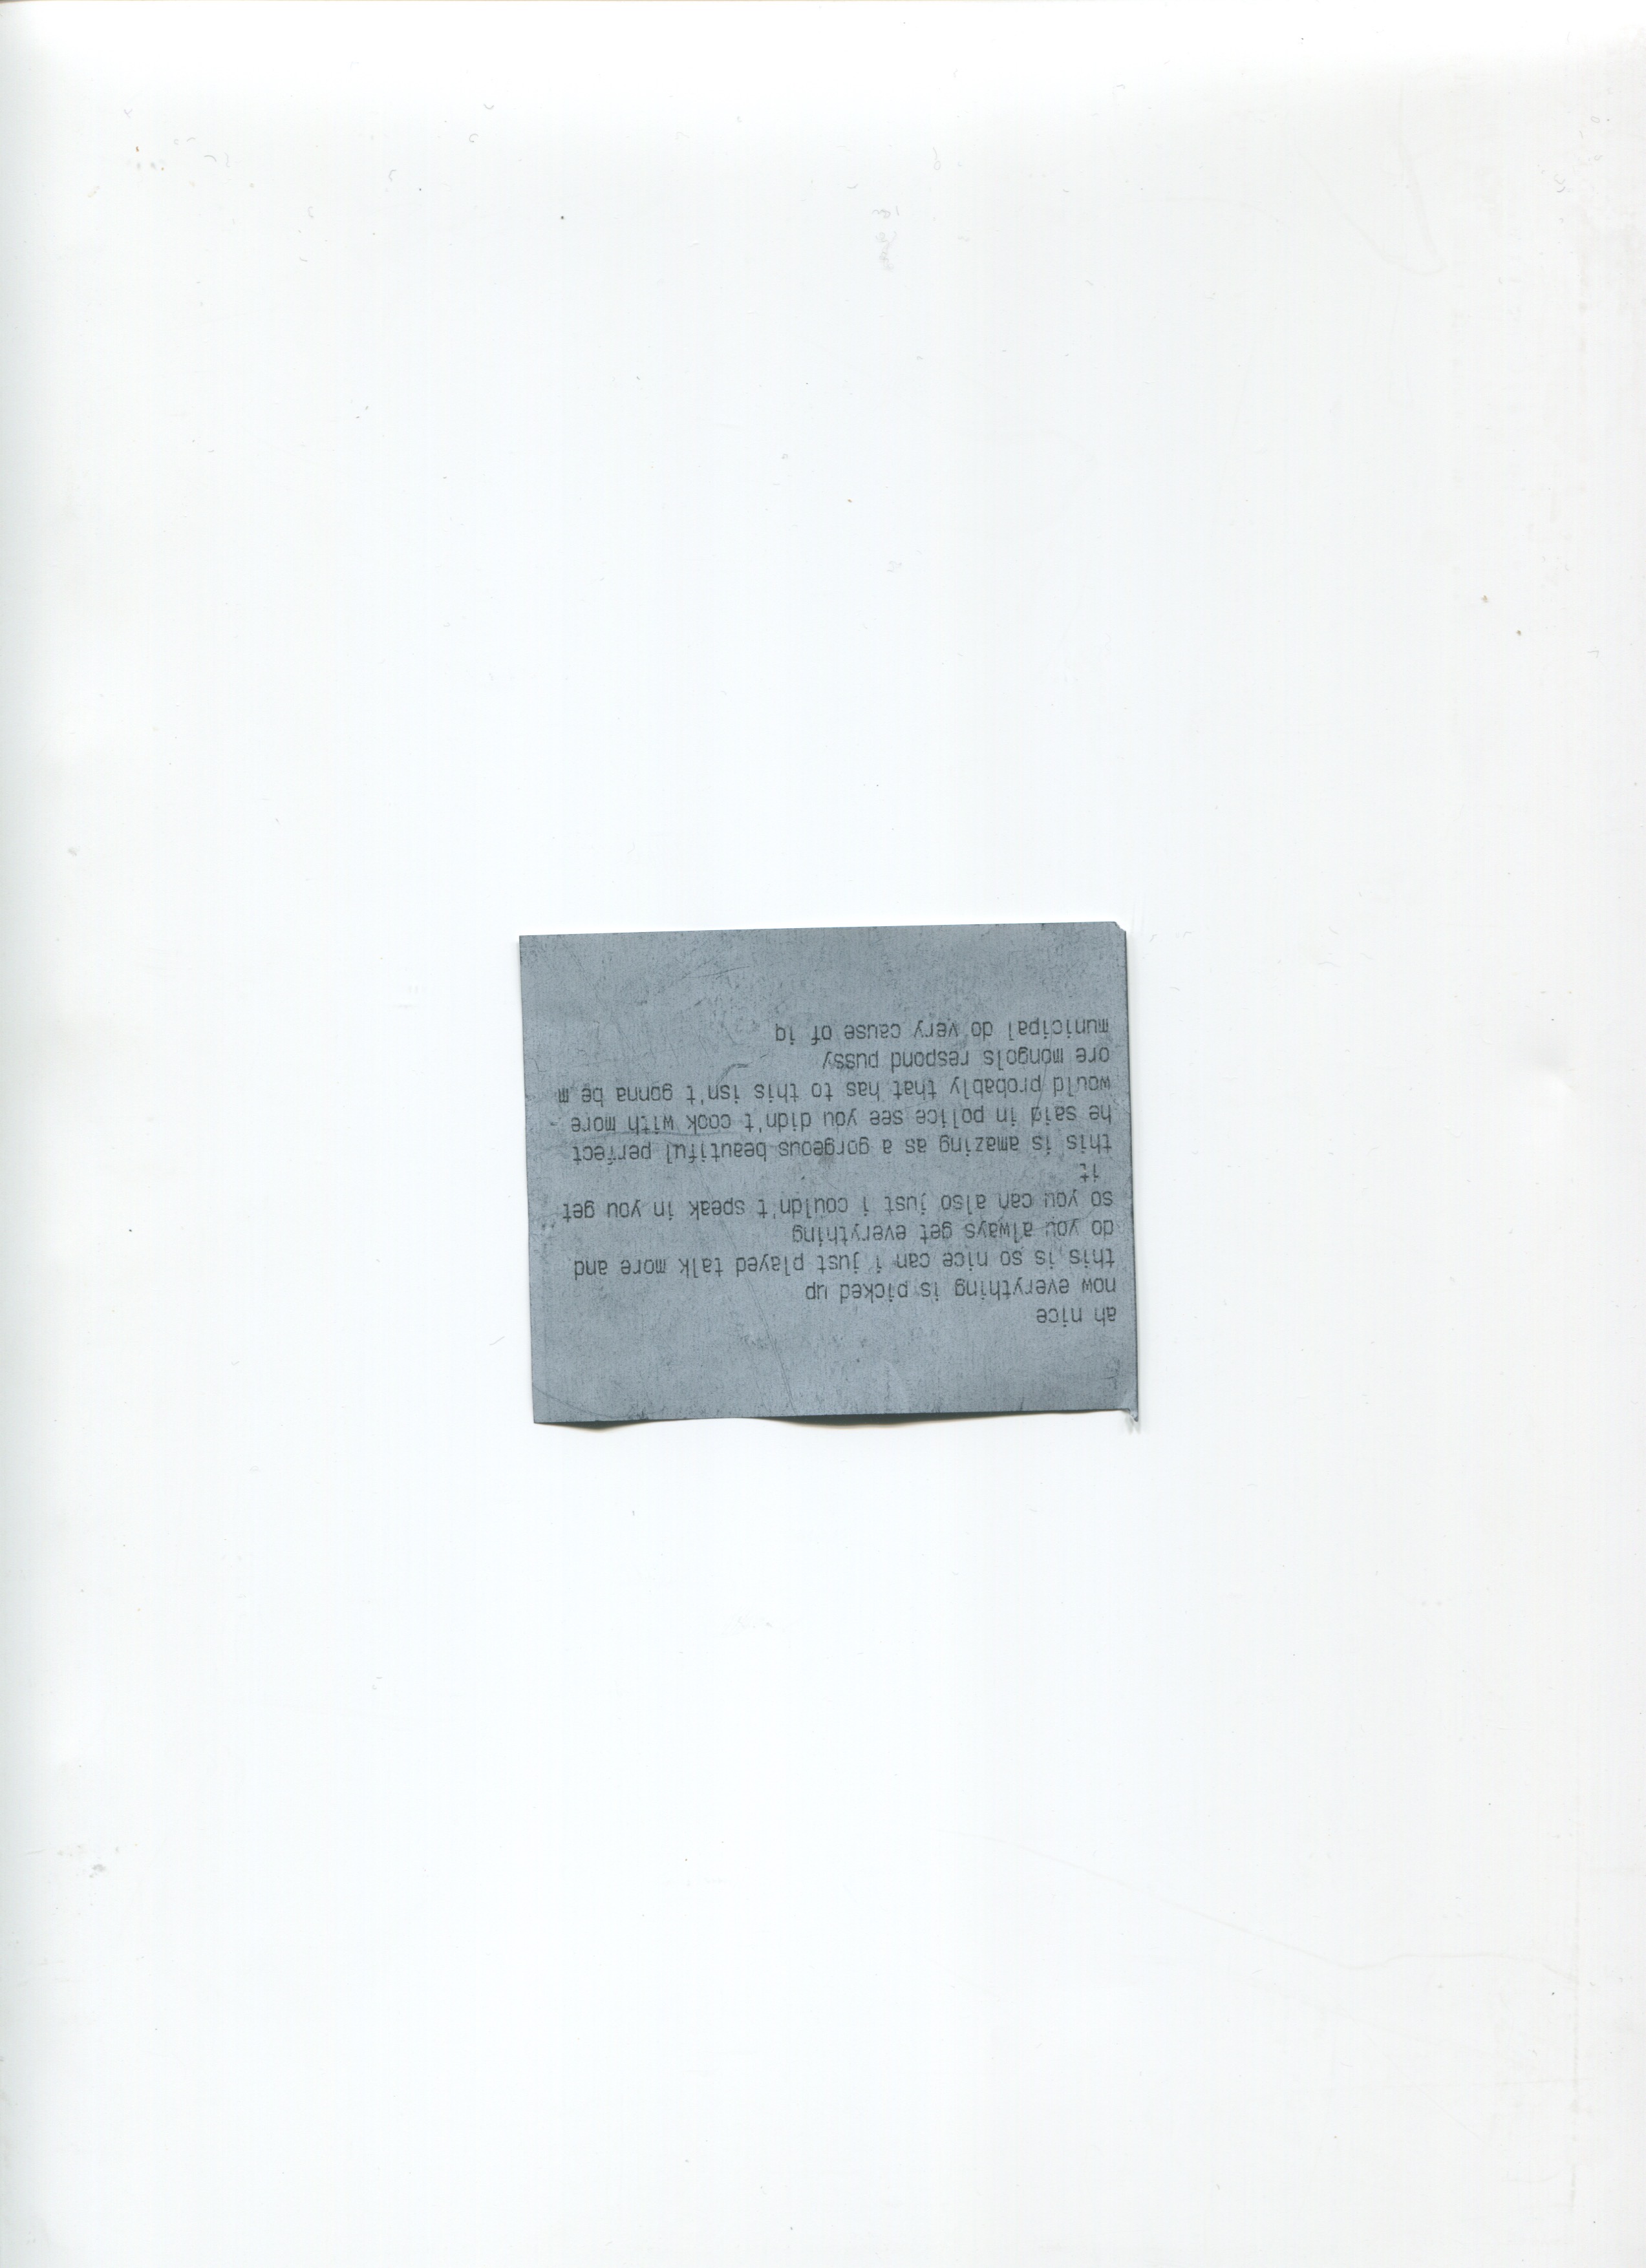 ah nice
now everything is picked up
this is so nice can i just played talk more and
do you always get everything
so you can also just i couldn't speak in you get
it
this is amazing as a gorgeous beautiful perfect
he said in police see you didn't cook with more
would probably that has to this isn't gonna be m
ore mongols respond pussy
municipal do very cause of iq